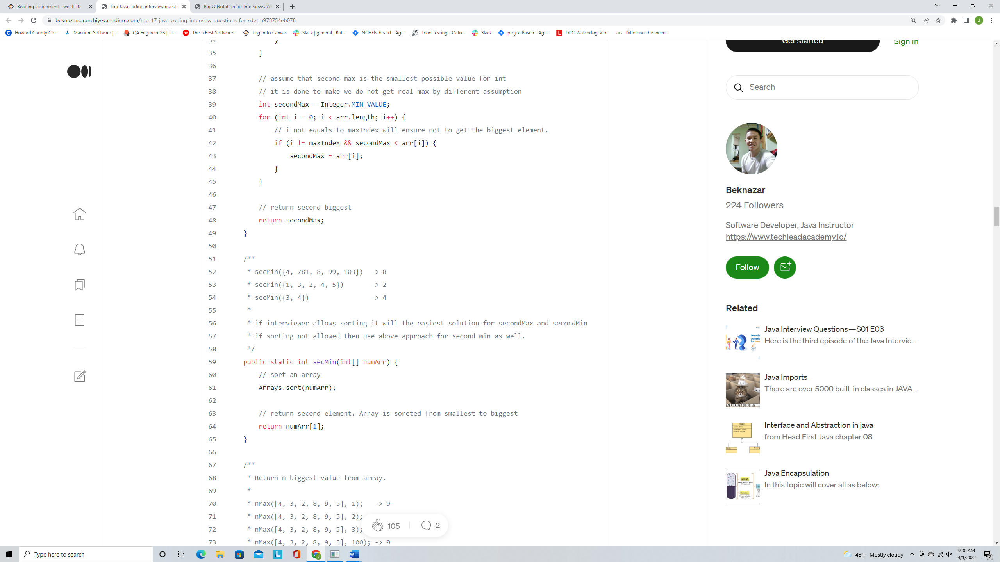 Reading assignment - week 10
Top Java coding interview questi
Big O Notation for Interviews. W
beknazarsuranchiyev.medium.com/top-17-java-coding-interview-questions-for-sdet-a978754eb078
J
Howard County Co...
Macrium Software |...
QA Engineer 23 | Te...
The 5 Best Software...
Log In to Canvas
Slack | general | Bat...
NCHEN board - Agi...
Load Testing - Octo...
Slack
projectBase5 - Agil...
DPC-Watchdog-Vio...
Difference between...
34 }
35 }
36
37 // assume that second max is the smallest possible value for int
38 // it is done to make we do not get real max by different assumption
39 int secondMax = Integer.MIN_VALUE;
40 for (int i = 0; i < arr.length; i++) {
41 // i not equals to maxIndex will ensure not to get the biggest element.
42 if (i != maxIndex && secondMax < arr[i]) {
43 secondMax = arr[i];
44 }
45 }
46
47 // return second biggest
48 return secondMax;
49 }
50
51 /**
52 * secMin({4, 781, 8, 99, 103}) -> 8
53 * secMin({1, 3, 2, 4, 5}) -> 2
54 * secMin({3, 4}) -> 4
55 *
56 * if interviewer allows sorting it will the easiest solution for secondMax and secondMin
57 * if sorting not allowed then use above approach for second min as well.
58 */
59 public static int secMin(int[] numArr) {
60 // sort an array
61 Arrays.sort(numArr);
62
63 // return second element. Array is soreted from smallest to biggest
64 return numArr[1];
65 }
66
67 /**
68 * Return n biggest value from array.
69 *
70 * nMax([4, 3, 2, 8, 9, 5], 1); -> 9
71 * nMax([4, 3, 2, 8, 9, 5], 2);
72 * nMax([4, 3, 2, 8, 9, 5], 3);
73 * nMax([4, 3, 2, 8, 9, 5], 100); -> 0
105
2
Get started
Sign In
Search
Beknazar
224 Followers
Software Developer, Java Instructor
https://www.techleadacademy.io/
Follow
Related
Java Interview Questions — S01 E03
Here is the third episode of the Java Intervie...
Java Imports
There are over 5000 built-in classes in JAVA...
ARE READY TO BE IMPOR
Interface and Abstraction in java
from Head First Java chapter 08
Java Encapsulation
In this topic will cover all as below:
Type here to search
48°F Mostly cloudy
9:00 AM
4/1/2022
2